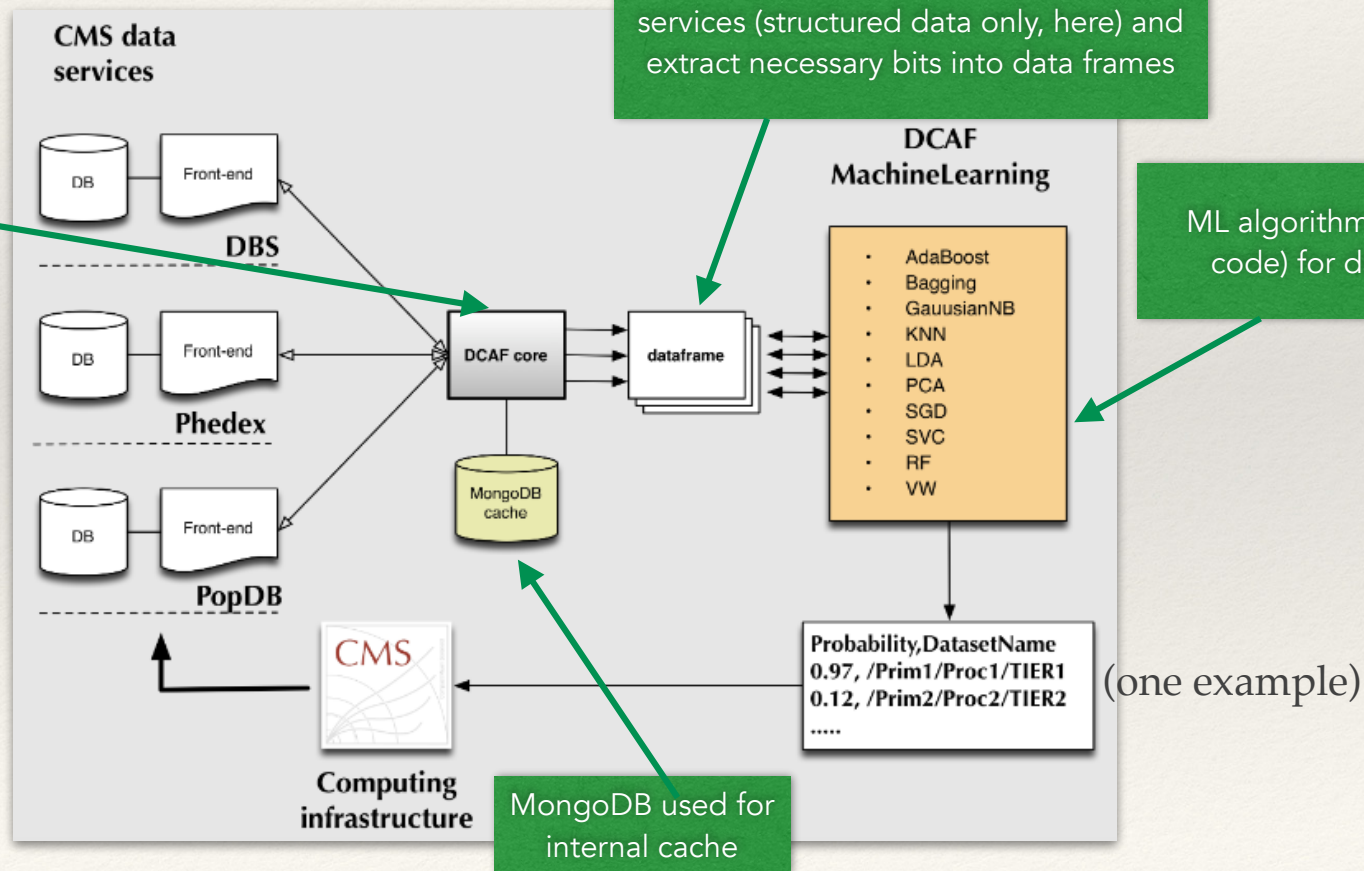 CMS data
services
services (structured data only, here) and
extract necessary bits into data frames
DB
Front-end
DBS
DB
Front-end
Phedex
DB
Front-end
PopDB
DCAF core
MongoDB
cache
dataframe
DCAF
MachineLearning
• AdaBoost
• Bagging
• GauusianNB
• KNN
• LDA
• PCA
• SGD
• SVC
• RF
• VW
ML algorithm
code) for d
Probability,DatasetName
0.97, /Prim1/Proc1/TIER1
0.12, /Prim2/Proc2/TIER2
.....
(one example)
CMS
Computing
infrastructure
MongoDB used for
internal cache